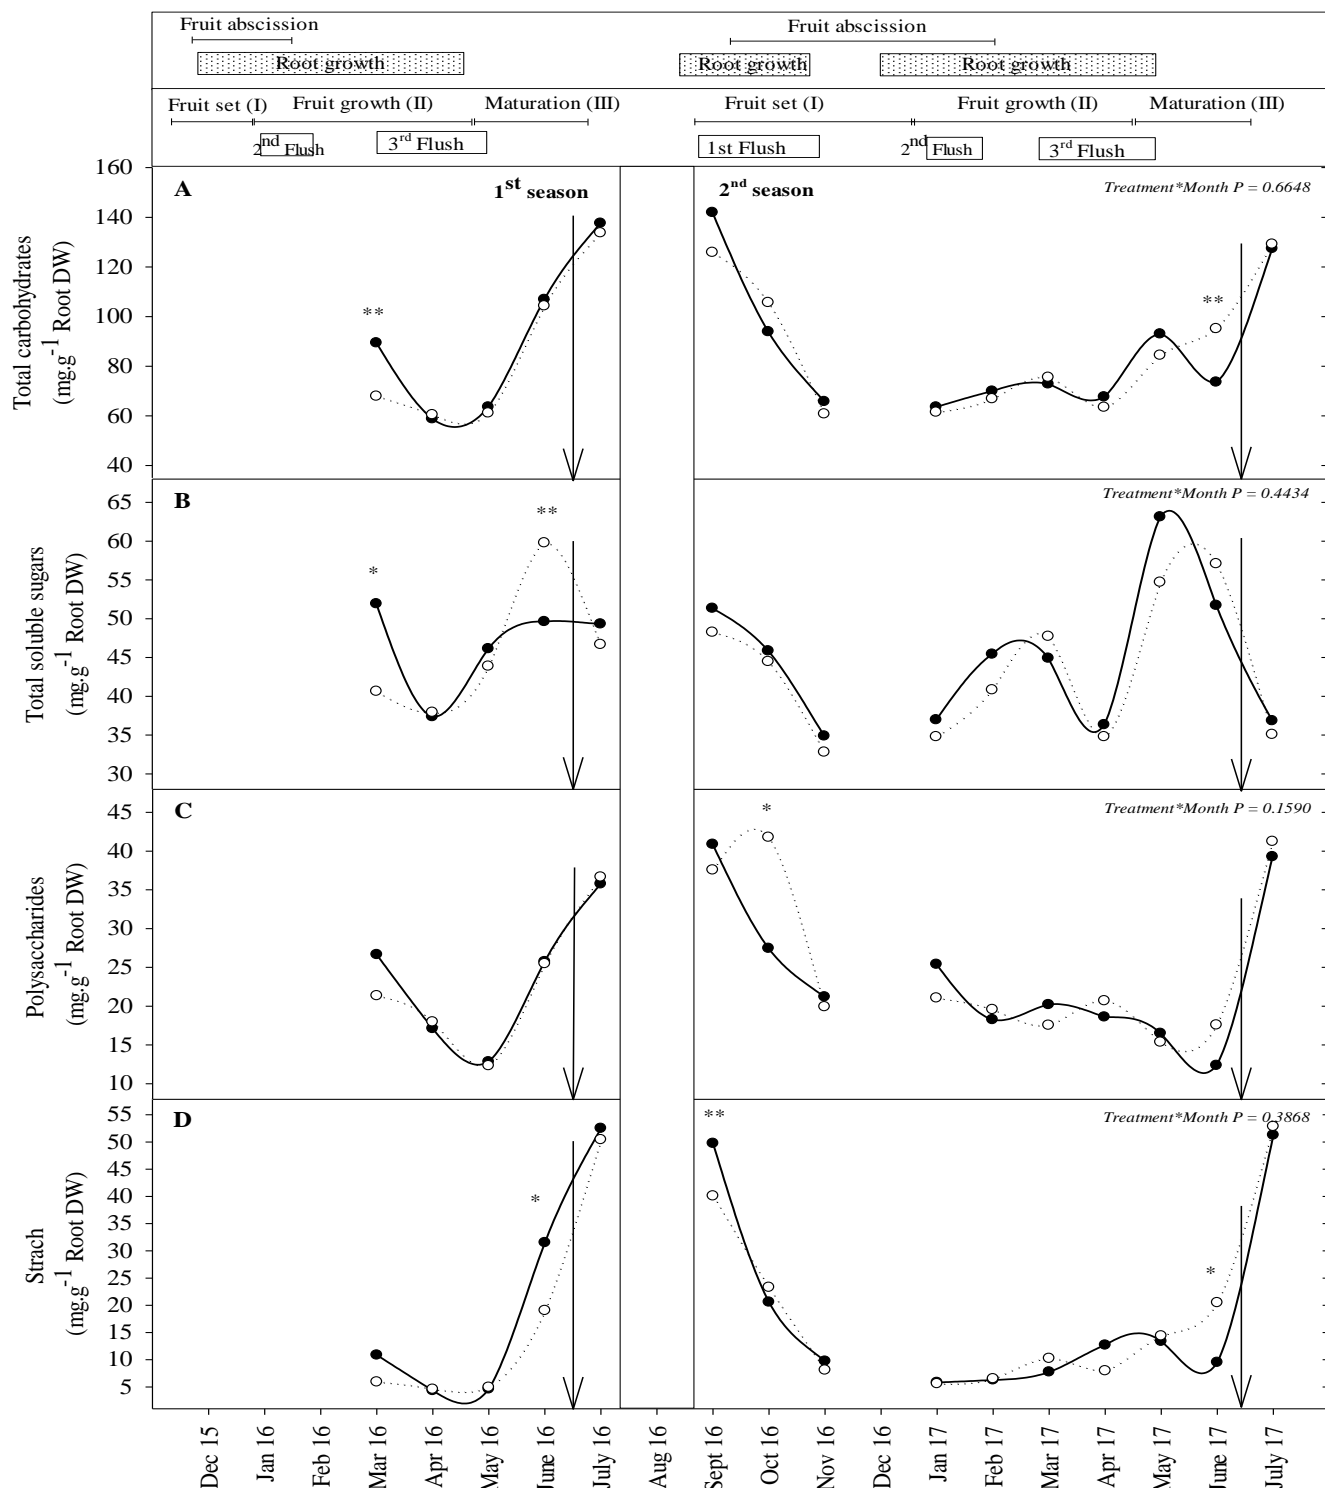 Fruit abscission
Fruit abscission
Root growth
Root growth
Root growth
Fruit set (I)
Fruit growth (II)
Maturation (III)
Fruit set (I)
Fruit growth (II)
Maturation (III)
2nd Flush
3rd Flush
1st Flush
2nd Flush
3rd Flush
A
1st season
2nd season
Treatment*Month P = 0.6648
160
140
120
100
80
60
40
Total carbohydrates
(mg.g-1 Root DW)
**
**
B
Treatment*Month P = 0.4434
65
60
55
50
45
40
35
30
Total soluble sugars
(mg.g-1 Root DW)
*
**
C
Treatment*Month P = 0.1590
45
40
35
30
25
20
15
10
Polysaccharides
(mg.g-1 Root DW)
*
D
Treatment*Month P = 0.3868
55
50
45
40
35
30
25
20
15
10
5
Strach
(mg.g-1 Root DW)
*
**
*
Dec 15
Jan 16
Feb 16
Mar 16
Apr 16
May 16
June 16
July 16
Aug 16
Sept 16
Oct 16
Nov 16
Dec 16
Jan 17
Feb 17
Mar 17
Apr 17
May 17
June 17
July 17